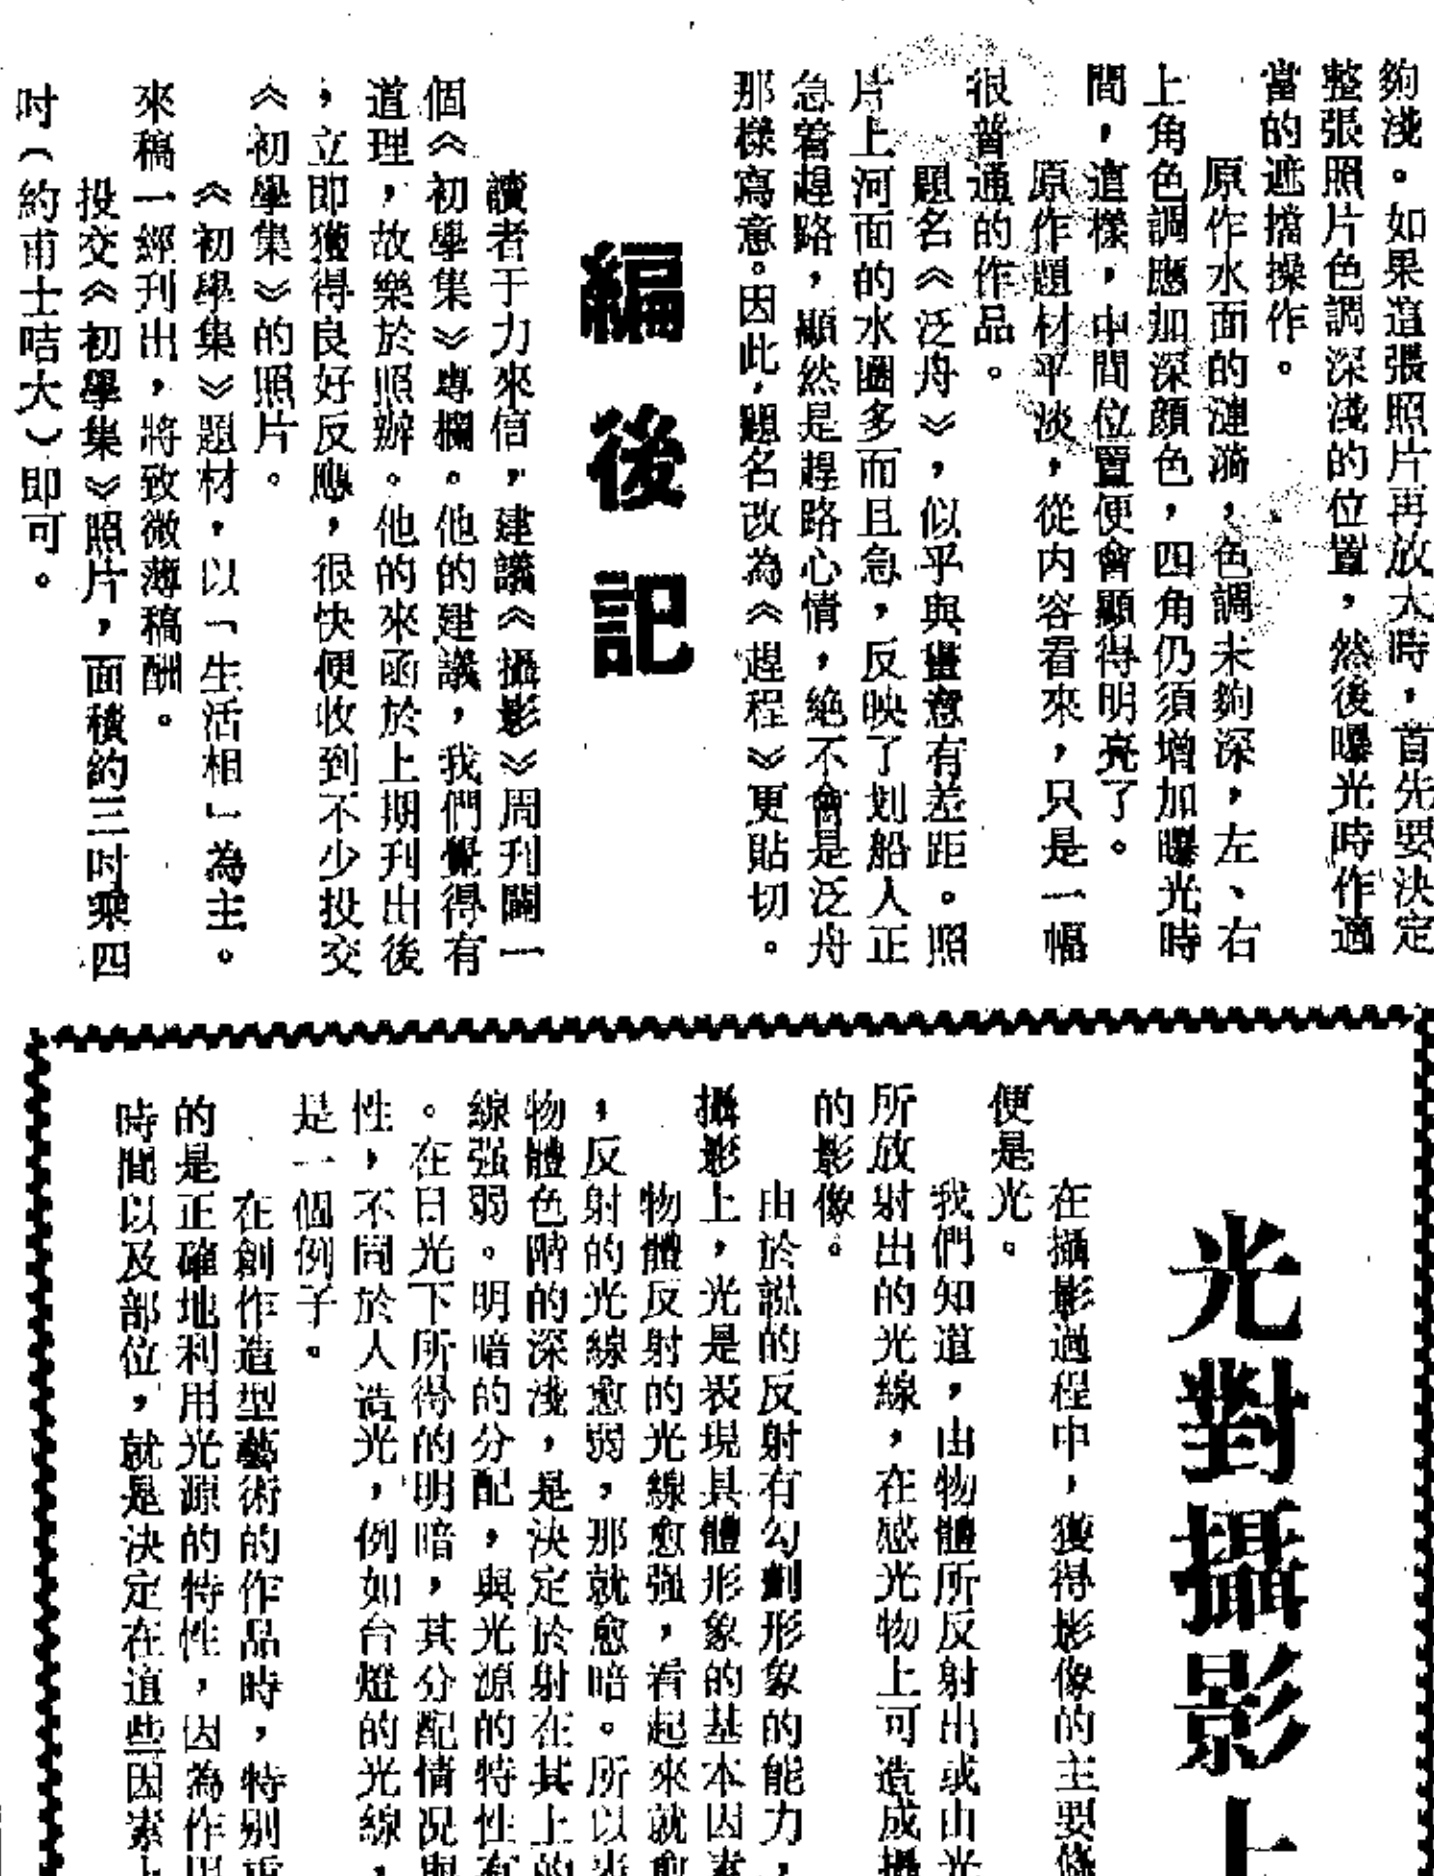 夠淺。如果這張照片再放大時，首先要決定
整張照片色調深淺的位置，然後曝光時作適
當的遮擋操作。
原作水面的漣漪，色調未夠深，左、右
上角色調應加深顏色，四角仍須增加曝光時
間，這樣，中間位置便會顯得明亮了。
原作題材平淡，從內容看來，只是一幅
很普通的作品。
題名《泛舟》，似乎與畫意有差距。照
片上河面的水圈多而且急，反映了划船人正
急着趕路，顯然是趕路心情，絶不會是泛舟
那樣寫意。因此，題名改為《趕程》更貼切。
編後記
讀者于力來信，建議《攝影》周刋闢一
個《初學集》專欄。他的建議，我們覺得有
道理，故樂於照辦。他的來函於上期刋出後
，立即獲得良好反應，很快便收到不少投交
《初學集》的照片。
《初學集》題材，以「生活相」為主。
來稿一經刋出，將致微薄稿酬。
投交《初學集》照片，面積約三吋乘四
吋（約甫士咭大）即可。
光對攝影上
在攝影過程中，獲得影像的主要條
便是光。
我們知道，由物體所反射出或由光
所放射出的光線，在感光物上可造成攝
的影像。
由於説的反射有勾劃形象的能力，
攝影上，光是表現具體形象的基本因素
物體反射的光線愈強，看起來就愈
，反射的光線愈弱，那就愈暗。所以決
物體色階的深淺，是決定於射在其上的
線强弱。明暗的分配，與光源的特性有
。在日光下所得的明暗，其分配情況與
性，不同於人造光，例如台燈的光線，
是一個例子。
在創作造型藝術的作品時，特別重
的是正確地利用光源的特性，因為作用
時間以及部位，就是決定在這些因素上